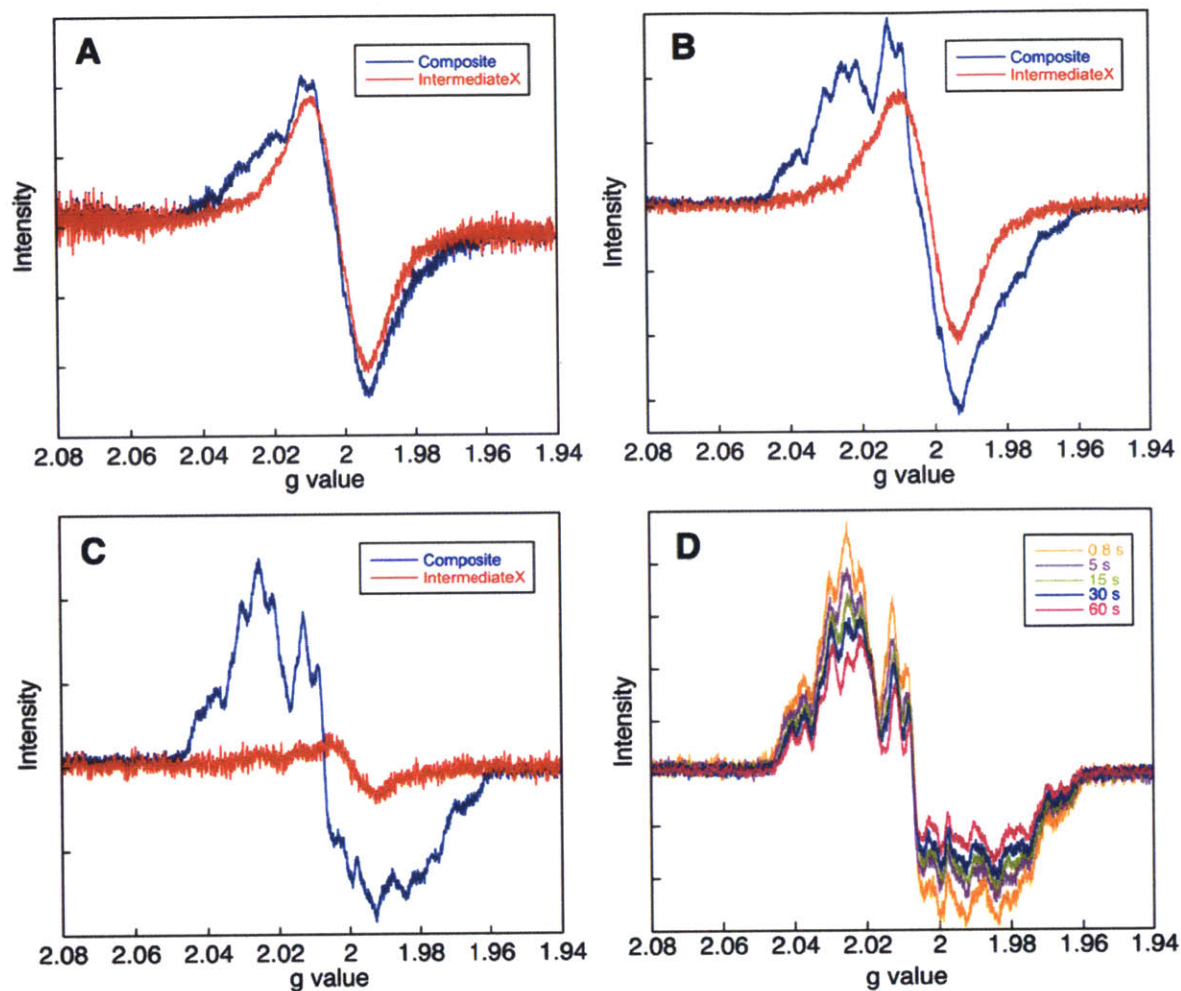 A
Composite
IntermediateX
Intensity
2.08 2.06 2.04 2.02 2 1.98 1.96 1.94
g value
B
Composite
IntermediateX
Intensity
2.08 2.06 2.04 2.02 2 1.98 1.96 1.94
g value
C
Composite
IntermediateX
Intensity
2.08 2.06 2.04 2.02 2 1.98 1.96 1.94
g value
D
0.8 s
5 s
15 s
30 s
60 s
Intensity
2.08 2.06 2.04 2.02 2 1.98 1.96 1.94
g value